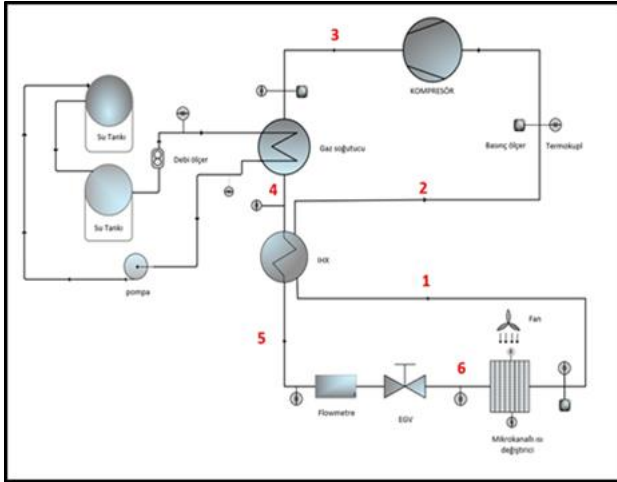 3
KOMPRESÖR
Su Tankı
Debi ölçer
Gaz soğutucu
Basınç ölçer
Termokupl
4
2
Su Tankı
IHX
pompa
1
Fan
5
6
Flowmetre
EGV
Mikrokanallı ısı
değiştirici